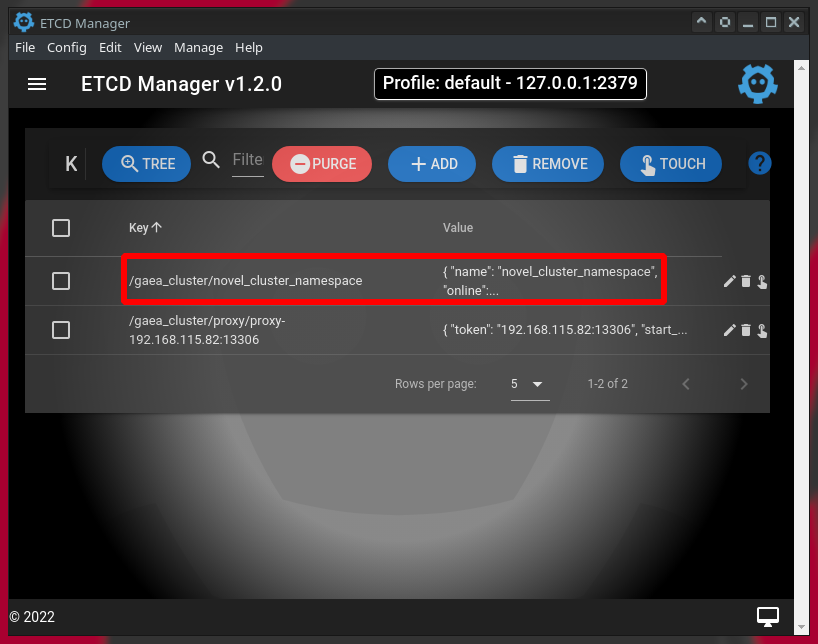 ETCD Manager
File Config Edit View Manage Help
ETCD Manager v1.2.0
Profile: default - 127.0.0.1:2379
K
TREE
Filte
PURGE
ADD
REMOVE
TOUCH
?
Key
Value
/gaea_cluster/novel_cluster_namespace
{ "name": "novel_cluster_namespace",
"online":...
/gaea_cluster/proxy/proxy-
192.168.115.82:13306
{ "token": "192.168.115.82:13306", "start_...
Rows per page:
5
1-2 of 2
© 2022